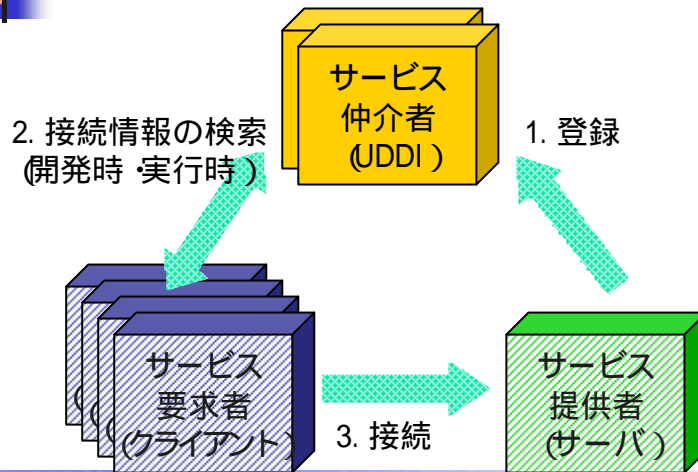 サービス
仲介者
(UDDI)
2. 接続情報の検索
(開発時・実行時)
1. 登録
サービス
要求者
(クライアント)
3. 接続
サービス
提供者
(サーバ)